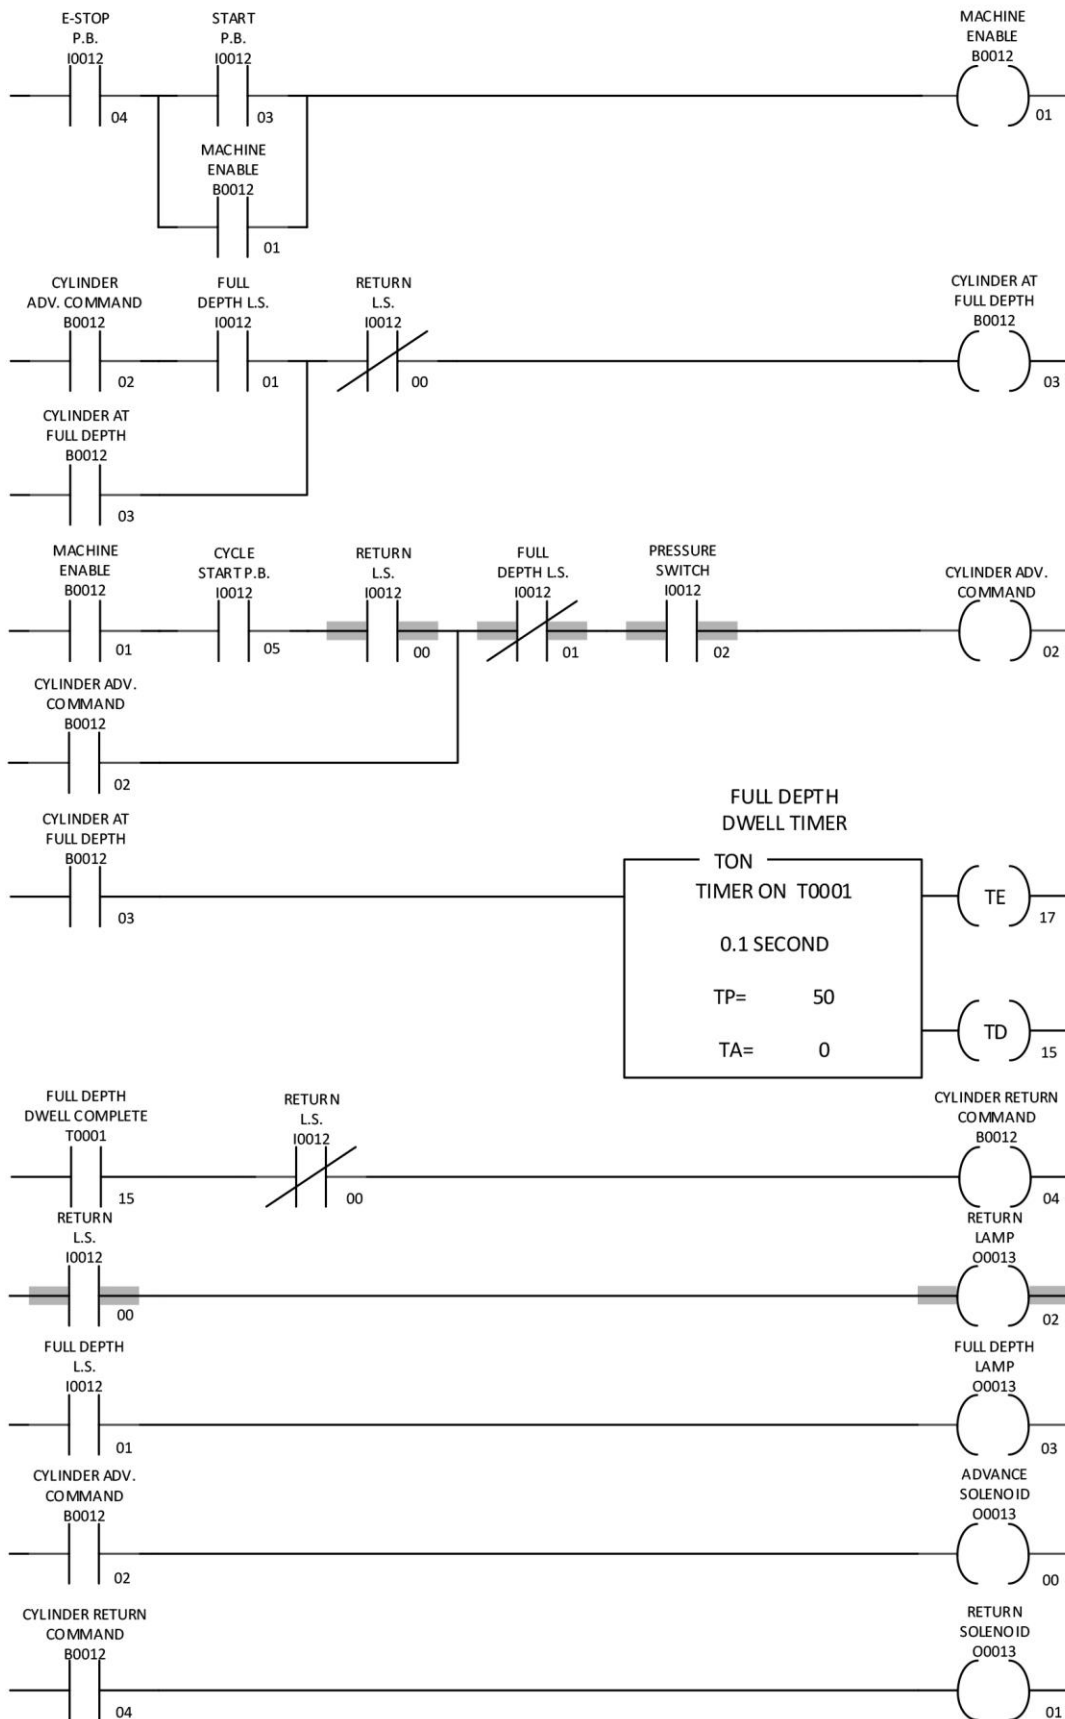 E-STOP
P.B.
I0012
04
START
P.B.
I0012
03
MACHINE
ENABLE
B0012
01
MACHINE
ENABLE
B0012
01
CYLINDER
ADV. COMMAND
B0012
02
FULL
DEPTH L.S.
I0012
01
RETURN
L.S.
I0012
00
CYLINDER AT
FULL DEPTH
B0012
03
CYLINDER AT
FULL DEPTH
B0012
03
MACHINE
ENABLE
B0012
01
CYCLE
START P.B.
I0012
05
RETURN
L.S.
I0012
00
FULL
DEPTH L.S.
I0012
01
PRESSURE
SWITCH
I0012
02
CYLINDER ADV.
COMMAND
02
CYLINDER ADV.
COMMAND
B0012
02
CYLINDER AT
FULL DEPTH
B0012
03
FULL DEPTH
DWELL TIMER
TON
TIMER ON T0001
0.1 SECOND
TP= 50
TA= 0
TE
17
TD
15
FULL DEPTH
DWELL COMPLETE
T0001
15
RETURN
L.S.
I0012
00
CYLINDER RETURN
COMMAND
B0012
04
RETURN
L.S.
I0012
00
RETURN
LAMP
O0013
02
FULL DEPTH
L.S.
I0012
01
FULL DEPTH
LAMP
O0013
03
CYLINDER ADV.
COMMAND
B0012
02
ADVANCE
SOLENOID
O0013
00
CYLINDER RETURN
COMMAND
B0012
04
RETURN
SOLENOID
O0013
01